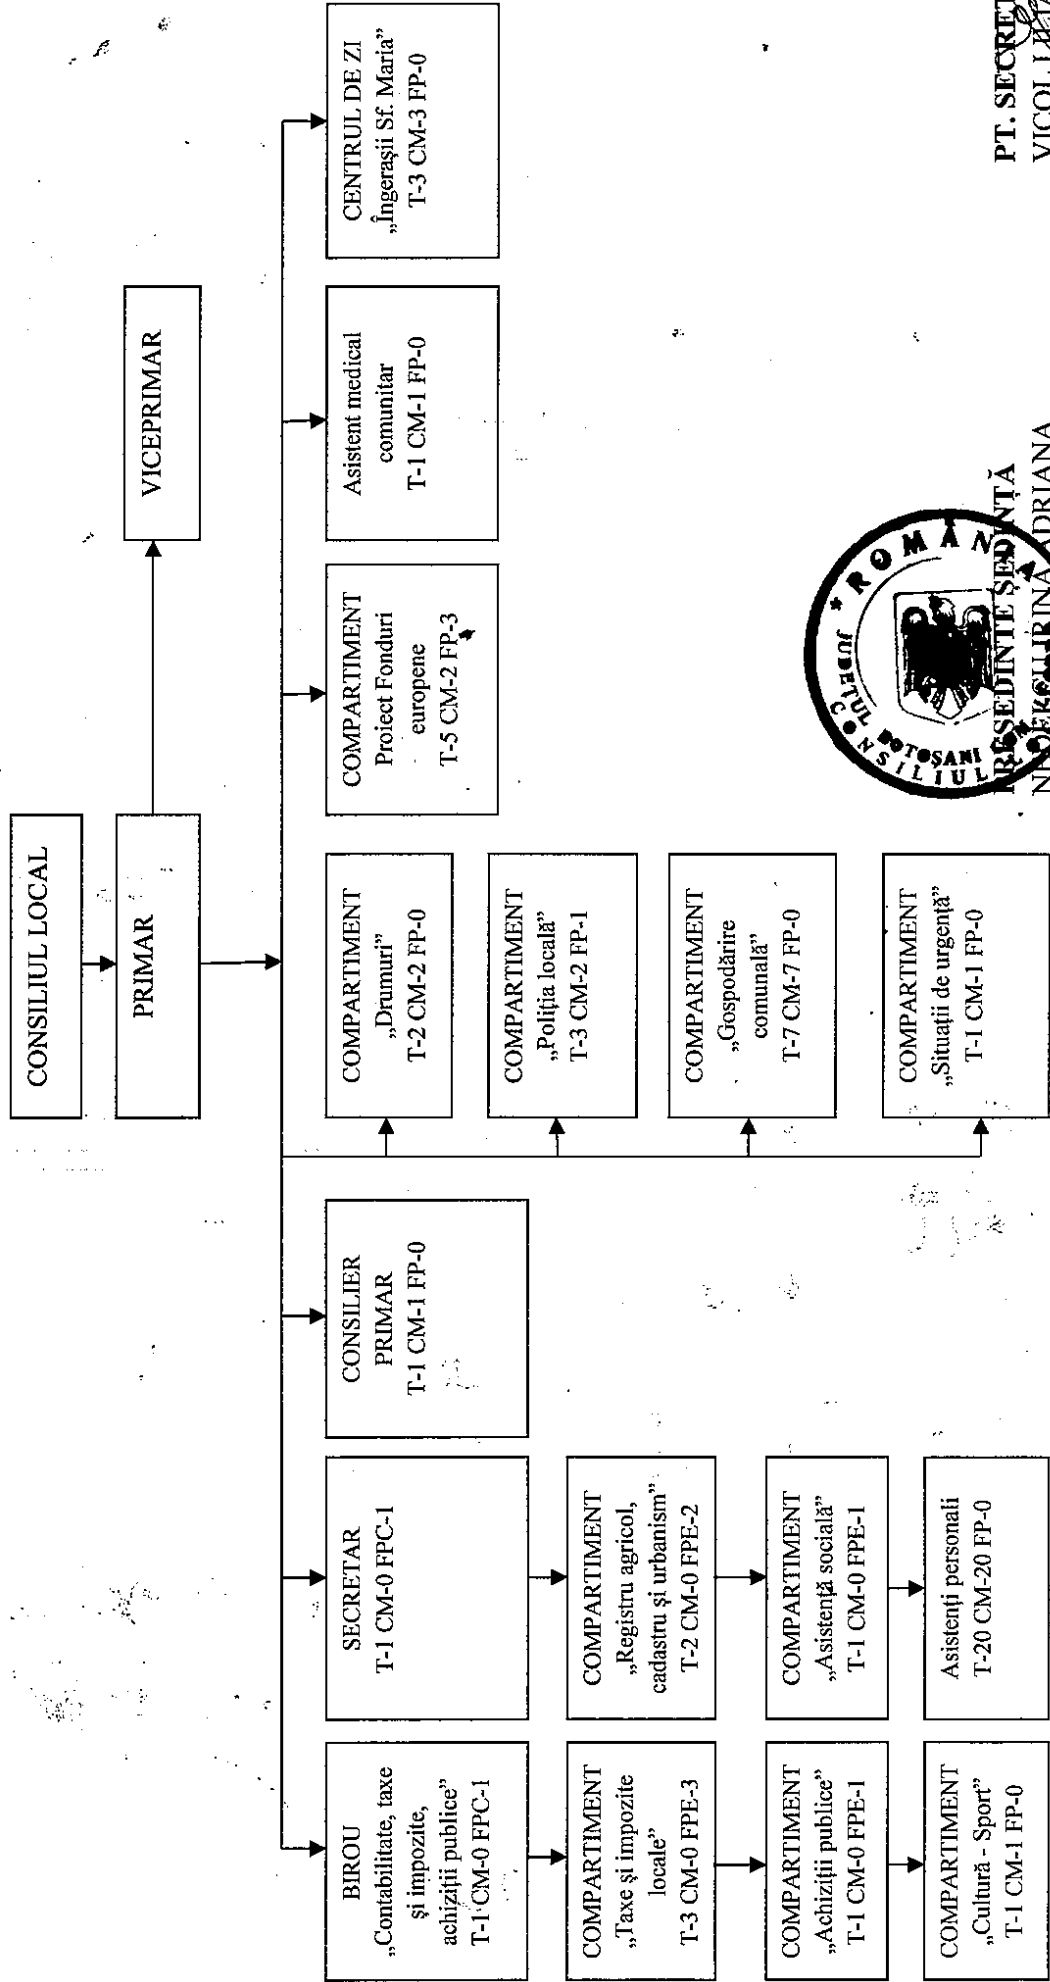 CONSILIUL LOCAL
PRIMAR
VICEPRIMAR
BIROU
„Contabilitate, taxe
și impozite,
achiziții publice”
T-1 CM-0 FPC-1
SECRETAR
T-1 CM-0 FPC-1
CONSILIER
PRIMAR
T-1 CM-1 FP-0
COMPARTIMENT
„Drumuri”
T-2 CM-2 FP-0
COMPARTIMENT
Proiect Fonduri
europene
T-5 CM-2 FP-3
Asistent medical
comunitar
T-1 CM-1 FP-0
CENTRUL DE ZI
„Îngerașii Sf. Maria”
T-3 CM-3 FP-0
COMPARTIMENT
„Poliția locală”
T-3 CM-2 FP-1
COMPARTIMENT
„Taxe și impozite
locale”
T-3 CM-0 FPE-3
COMPARTIMENT
„Registru agricol,
cadastru și urbanism”
T-2 CM-0 FPE-2
COMPARTIMENT
„Gospodărire
comunală”
T-7 CM-7 FP-0
COMPARTIMENT
„Achiziții publice”
T-1 CM-0 FPE-1
COMPARTIMENT
„Asistență socială”
T-1 CM-0 FPE-1
COMPARTIMENT
„Situații de urgență”
T-1 CM-1 FP-0
COMPARTIMENT
„Cultură - Sport”
T-1 CM-1 FP-0
Asistenți personali
T-20 CM-20 FP-0
* ROMÂNIA
JUDEȚUL BOTOȘANI
CONSILIUL
PREȘEDINTE ȘEDINȚĂ
IRINA ADRIANA
PT. SECRET
VICOL